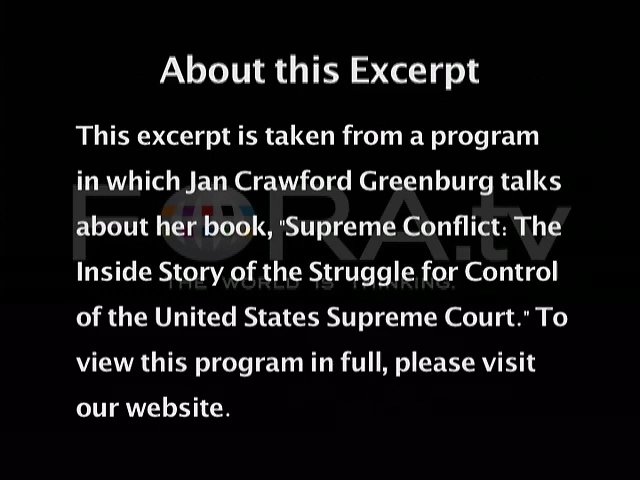 About this Excerpt
This excerpt is taken from a program
in which Jan Crawford Greenburg talks
about her book, "Supreme Conflict: The
Inside Story of the Struggle for Control
of the United States Supreme Court." To
view this program in full, please visit
our website.
FORA.tv
THE WORLD IS THINKING.